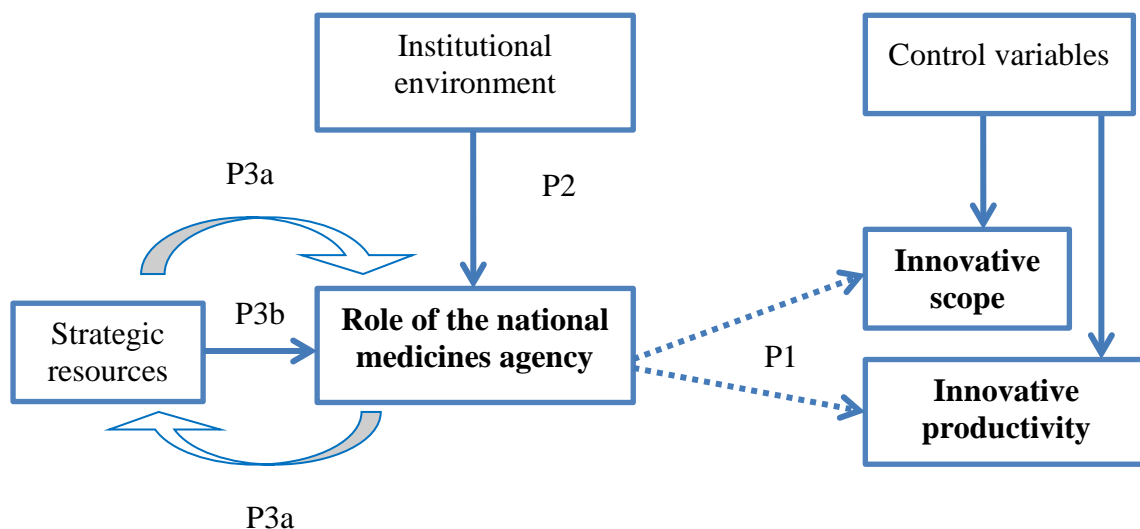 Institutional
environment
Control variables
P3a
P2
Innovative
scope
Strategic
resources
P3b
Role of the national
medicines agency
P1
Innovative
productivity
P3a